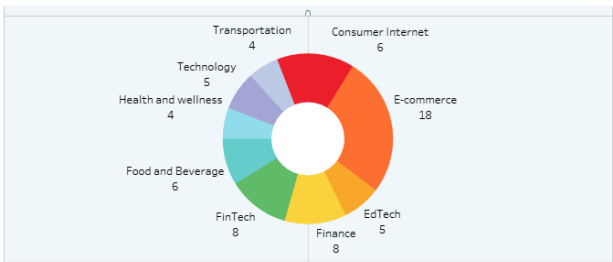 0
Transportation
4
Consumer Internet
6
Technology
5
Health and wellness
4
E-commerce
18
Food and Beverage
6
FinTech
8
EdTech
5
Finance
8